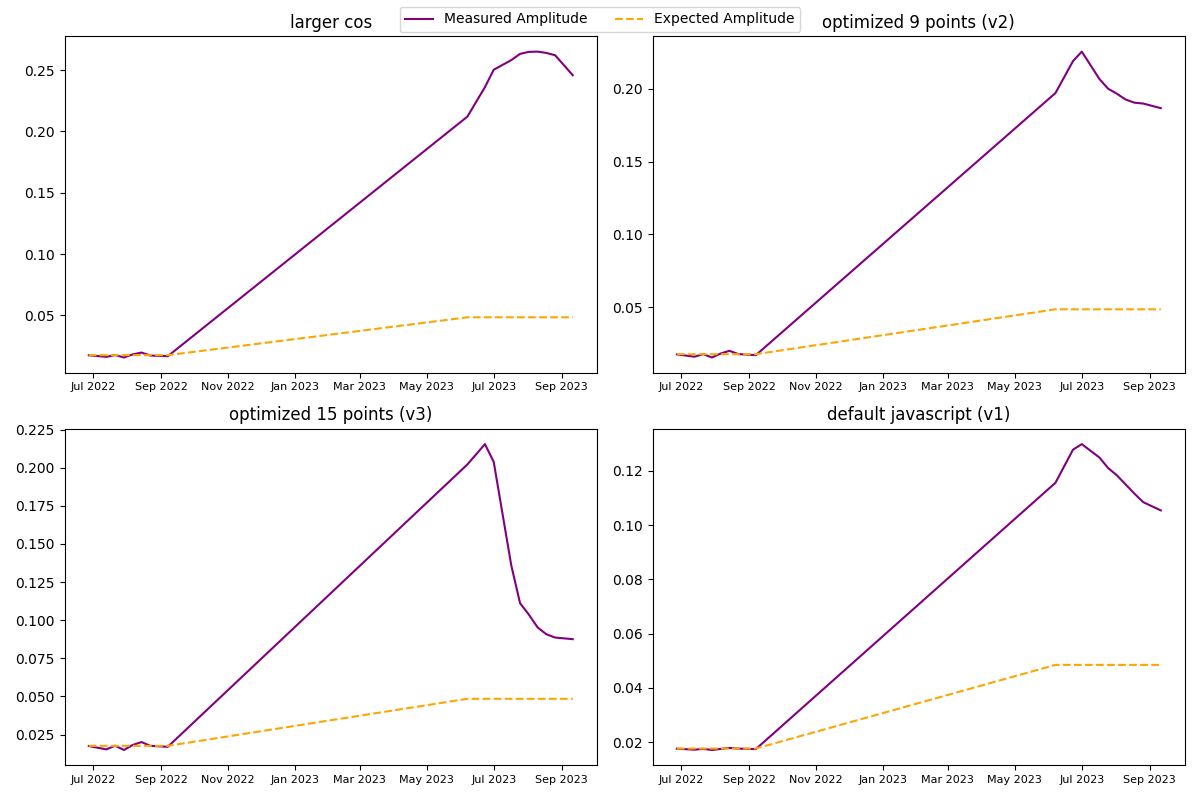 Measured Amplitude Expected Amplitude
larger cos
0.25
0.20
0.15
0.10
0.05
Jul 2022 Sep 2022 Nov 2022 Jan 2023 Mar 2023 May 2023 Jul 2023 Sep 2023
optimized 9 points (v2)
0.20
0.15
0.10
0.05
Jul 2022 Sep 2022 Nov 2022 Jan 2023 Mar 2023 May 2023 Jul 2023 Sep 2023
optimized 15 points (v3)
0.225
0.200
0.175
0.150
0.125
0.100
0.075
0.050
0.025
Jul 2022 Sep 2022 Nov 2022 Jan 2023 Mar 2023 May 2023 Jul 2023 Sep 2023
default javascript (v1)
0.12
0.10
0.08
0.06
0.04
0.02
Jul 2022 Sep 2022 Nov 2022 Jan 2023 Mar 2023 May 2023 Jul 2023 Sep 2023